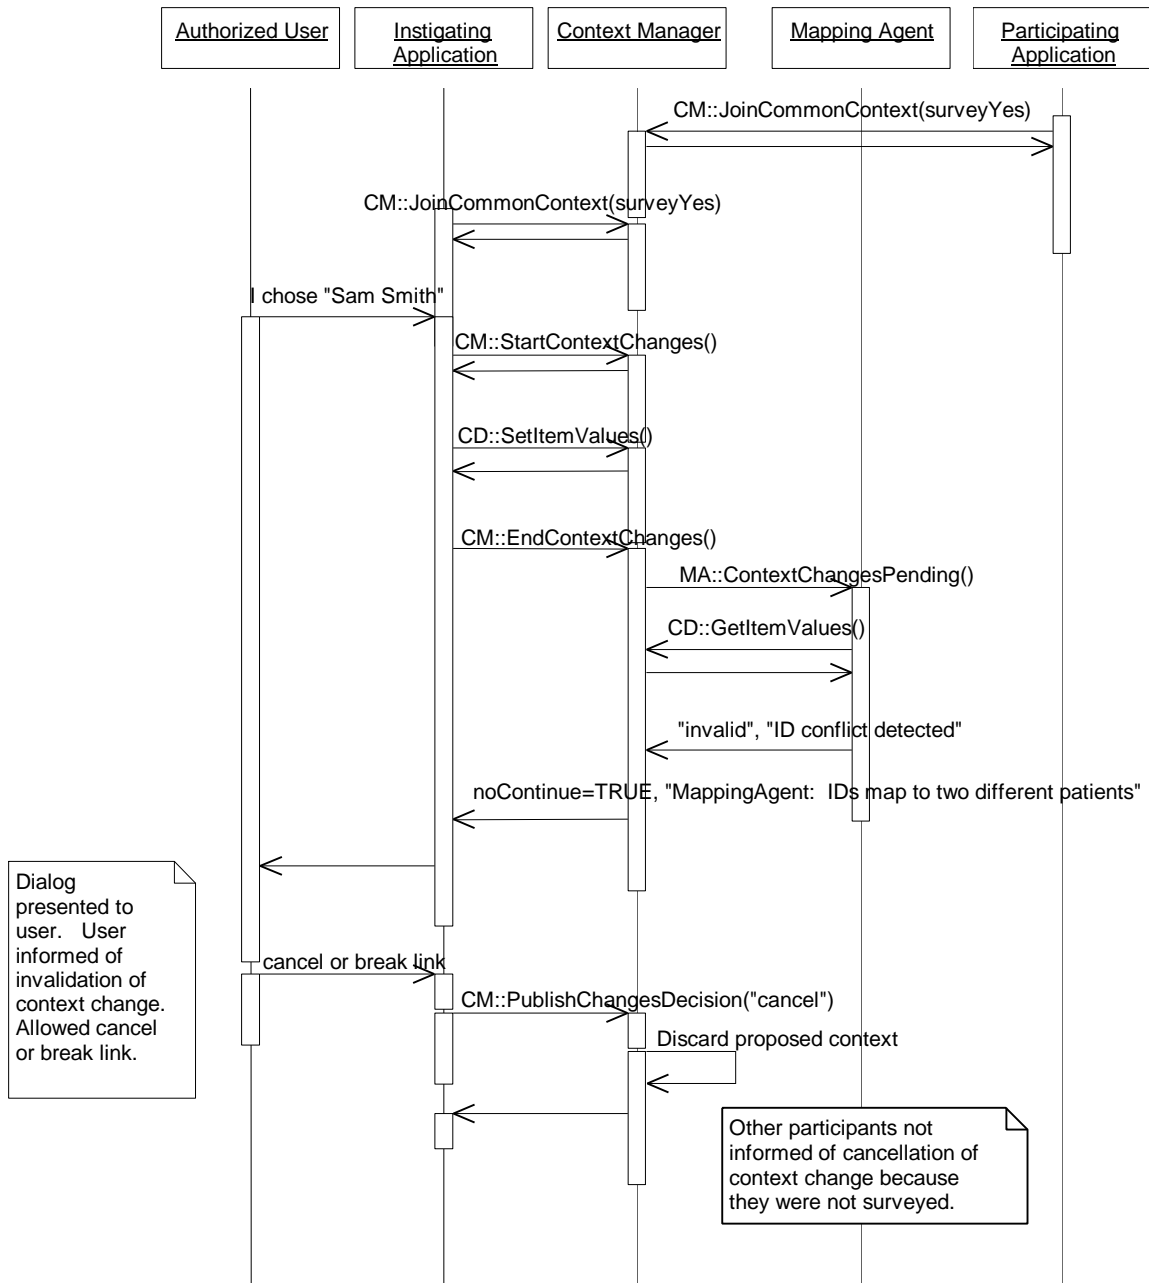 Authorized User
Instigating
Application
Context Manager
Mapping Agent
Participating
Application
CM::JoinCommonContext(surveyYes)
CM::JoinCommonContext(surveyYes)
I chose "Sam Smith"
CM::StartContextChanges()
CD::SetItemValues()
CM::EndContextChanges()
MA::ContextChangesPending()
CD::GetItemValues()
"invalid", "ID conflict detected"
noContinue=TRUE, "MappingAgent:  IDs map to two different patients"
Dialog
presented to
user.   User
informed of
invalidation of
context change.
Allowed cancel
or break link.
cancel or break link
CM::PublishChangesDecision("cancel")
Discard proposed context
Other participants not
informed of cancellation of
context change because
they were not surveyed.